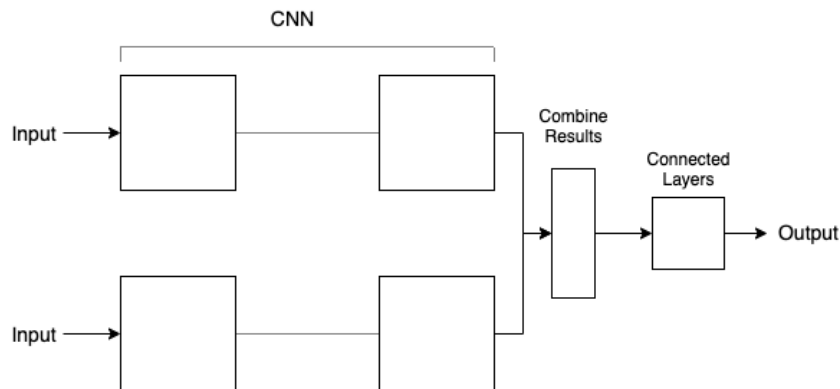 CNN
Input
Combine
Results
Connected
Layers
Output
Input